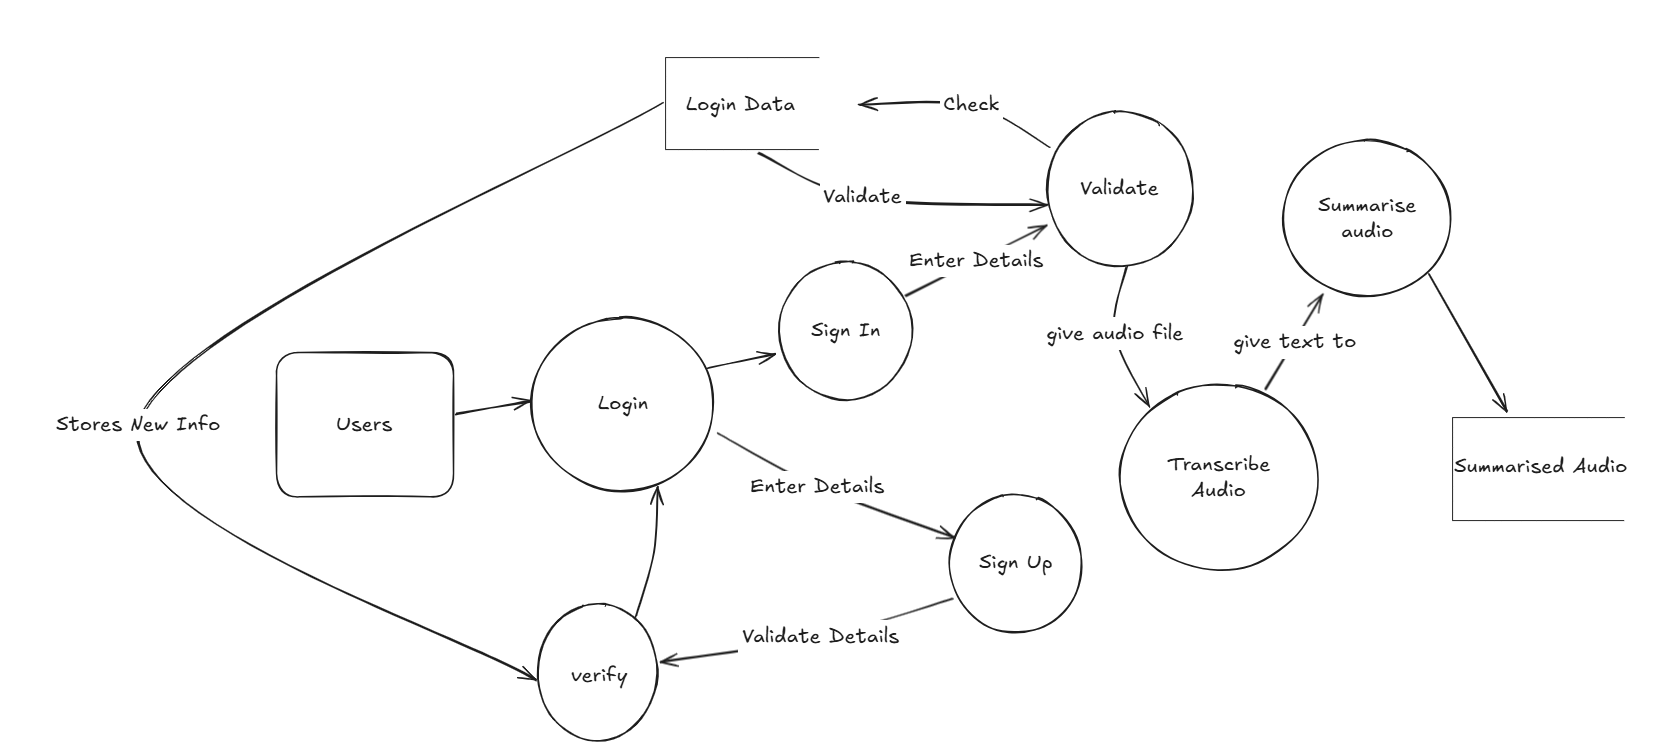 Login Data
Check
Validate
Validate
Summarise
audio
Enter Details
Sign In
give audio file
give text to
Stores New Info
Users
Login
Transcribe
Audio
Summarised Audio
Enter Details
Sign Up
Validate Details
verify